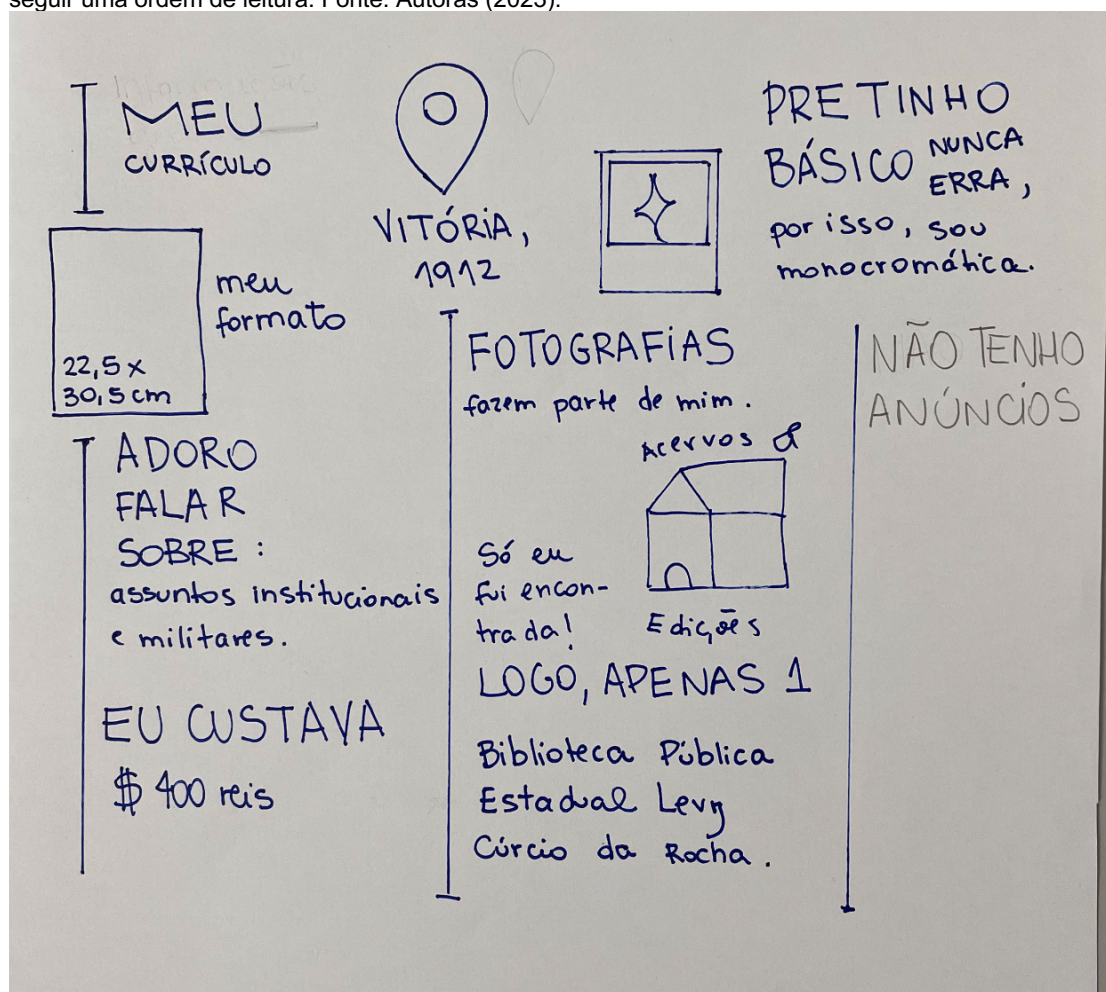 seguir uma ordem de leitura. Fonte: Autoras (2023).
MEU
CURRÍCULO
VITÓRIA,
1912
PRETINHO
BÁSICO NUNCA
ERRA,
por isso, sou
monocromática.
meu
formato
22,5 x
30,5 cm
ADORO
FALAR
SOBRE:
assuntos institucionais
e militares.
EU CUSTAVA
$ 400 reis
FOTOGRAFIAS
fazem parte de mim.
Acervos &
Edições
Só eu
fui encon-
trada!
LOGO, APENAS 1
Biblioteca Pública
Estadual Levy
Cúrcio da Rocha.
NÃO TENHO
ANÚNCIOS